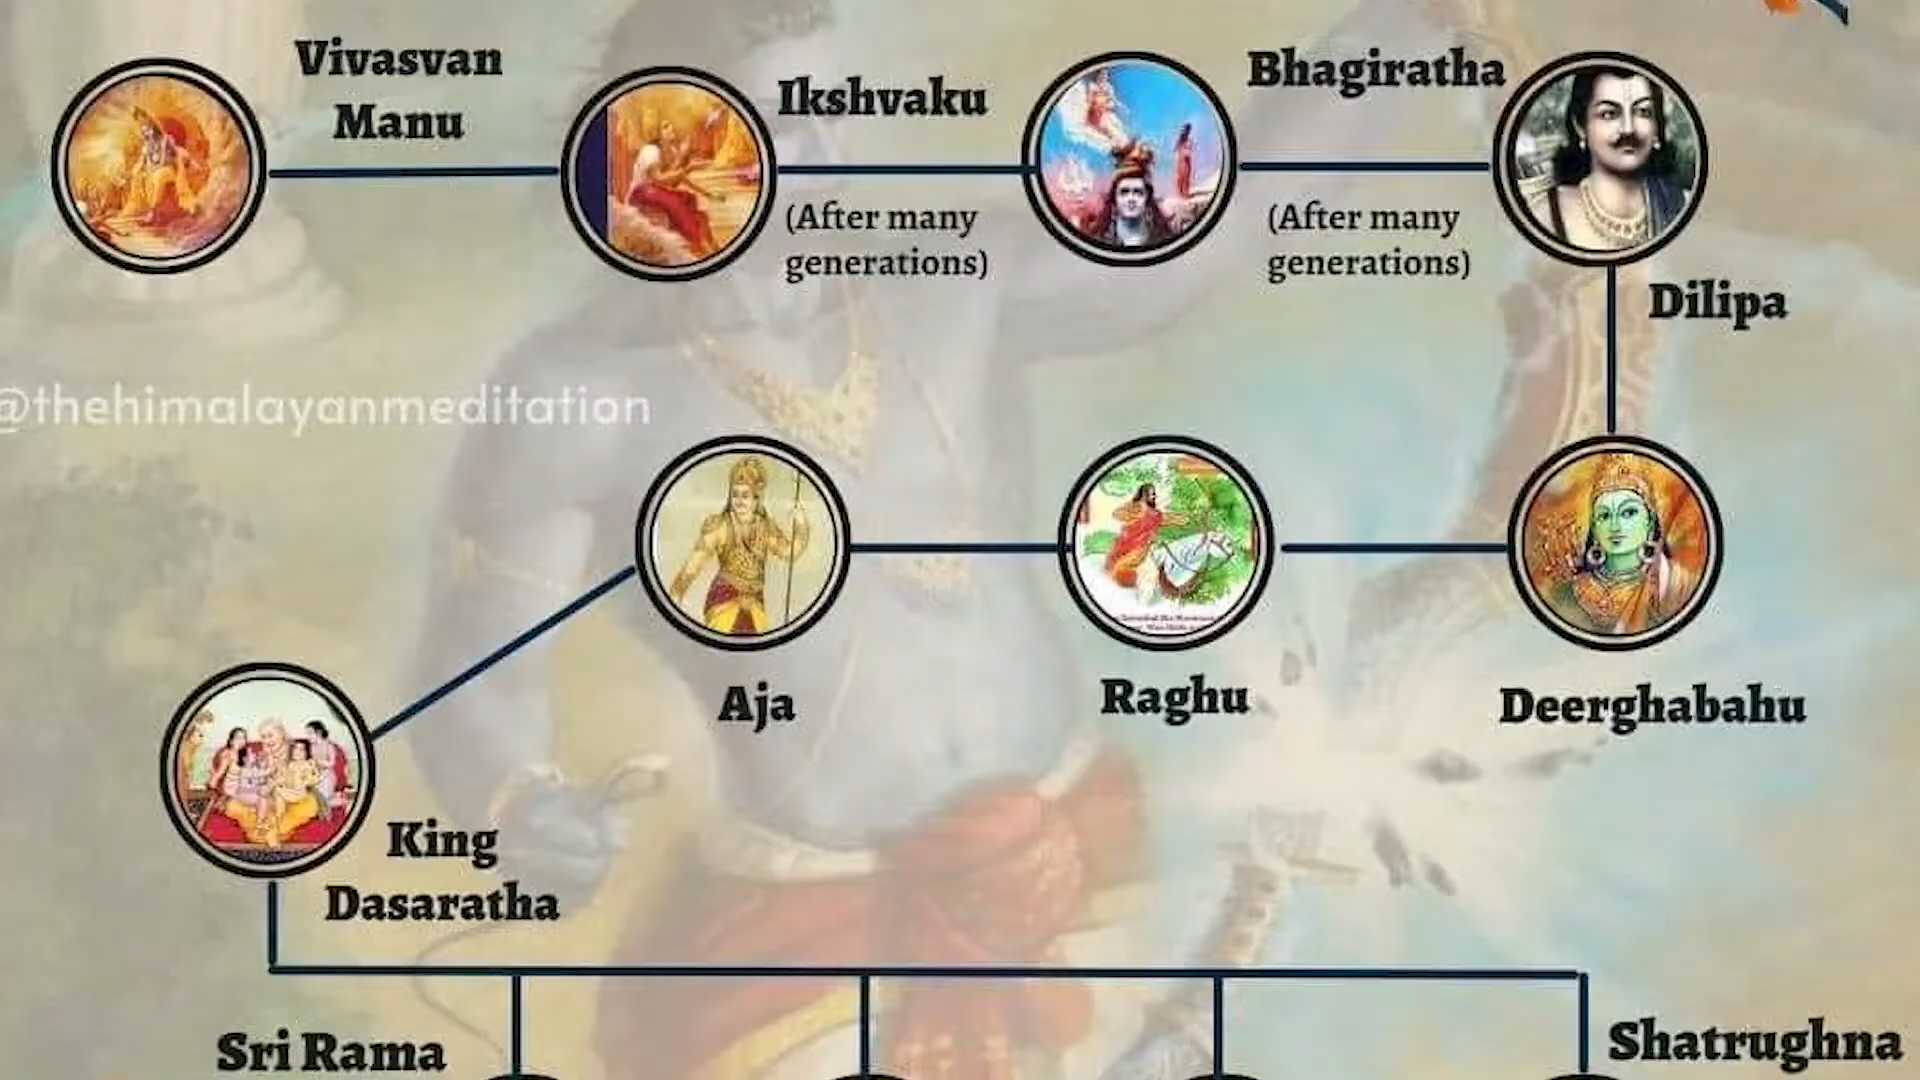 Vivasvan
Manu
Ikshvaku
(After many
generations)
Bhagiratha
(After many
generations)
Dilipa
@thehimalayanmeditation
Aja
Raghu
Deerghabahu
King
Dasaratha
Sri Rama
Shatrughna